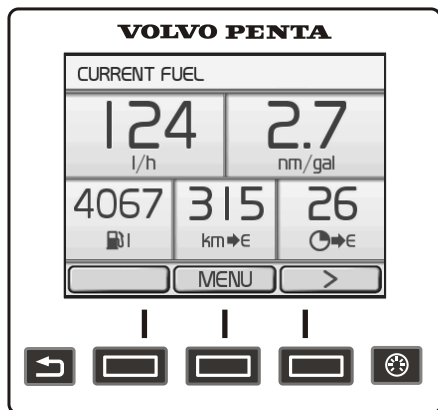 VOLVO PENTA
CURRENT FUEL
124 2.7
l/h nm/gal
4067 315 26
l km➡E ➡E
MENU >